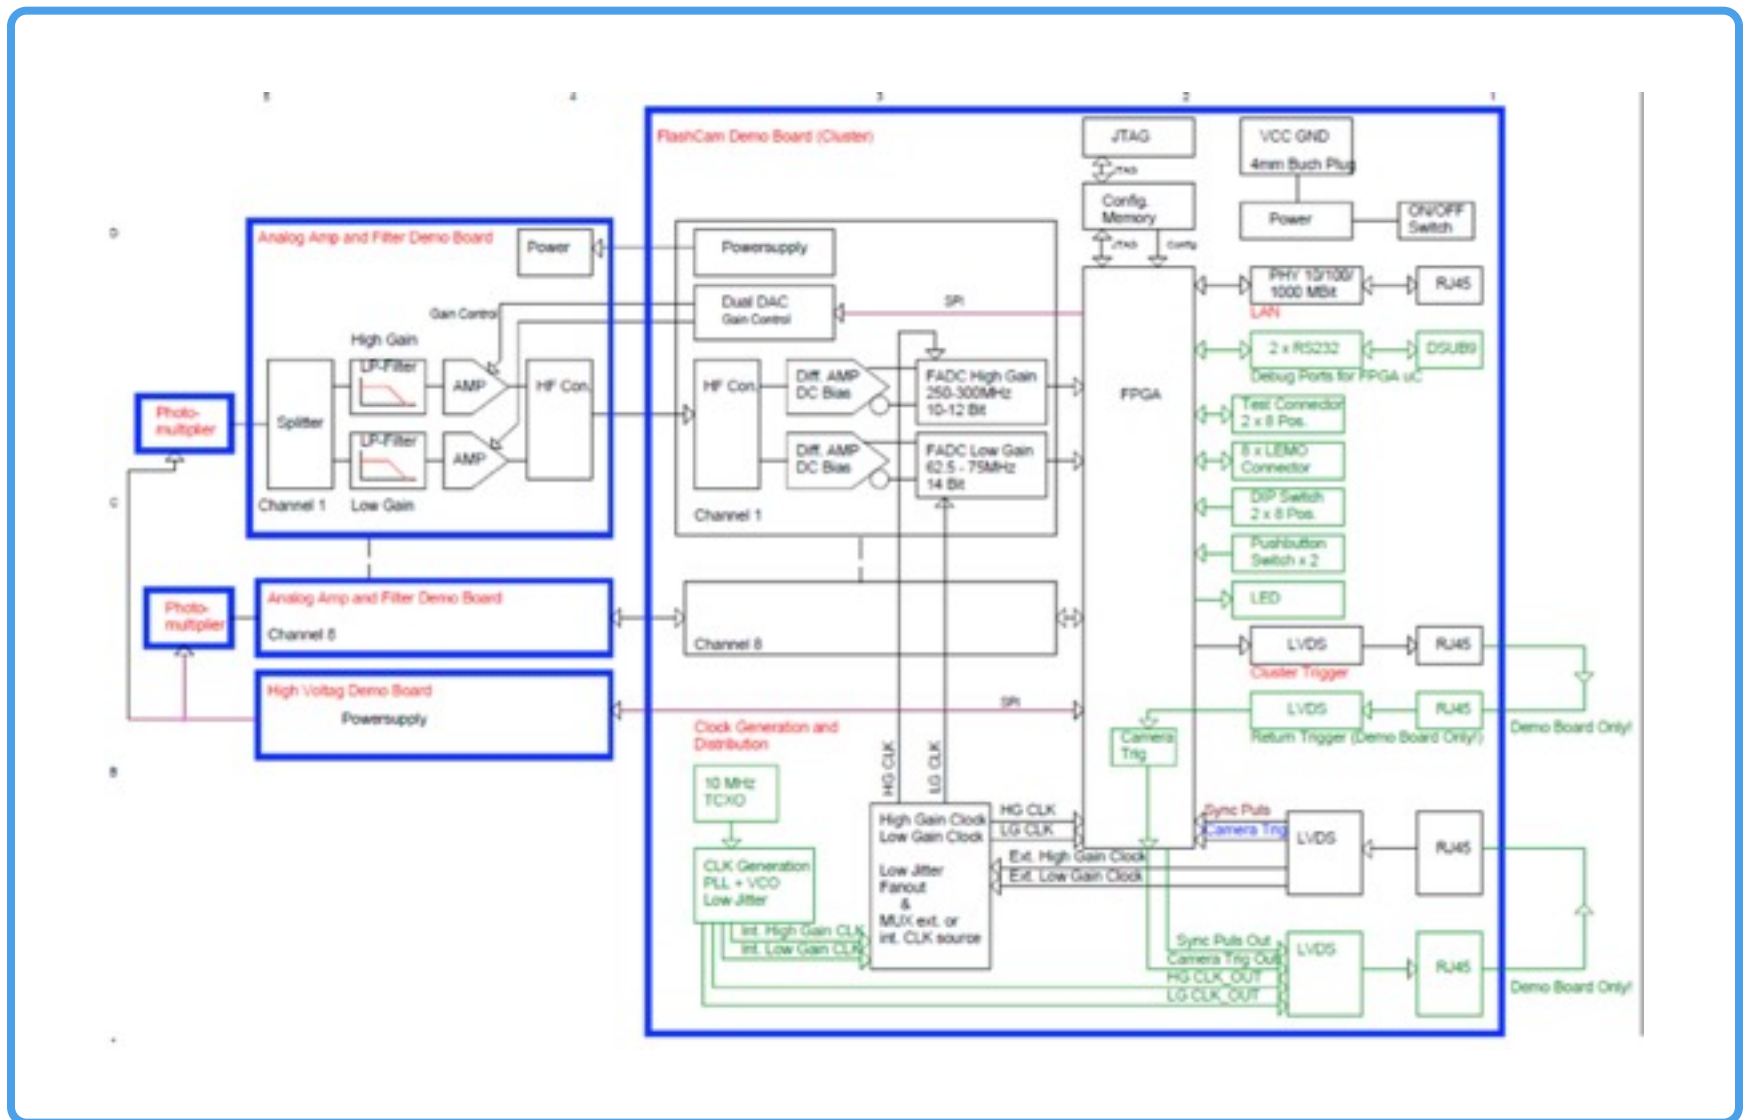 5 4 3 2 1
FlashCam Demo Board (Cluster)
JTAG
VCC GND
4mm Buch Plug
JTAG
Config.
Memory
Power
ON/OFF
Switch
JTAG
Config
D
Analog Amp and Filter Demo Board
Power
Powersupply
PHY 10/100/
1000 MBit
RJ45
LAN
Dual DAC
Gain Control
SPI
Gain Control
High Gain
2 x RS232
DSUB9
Debug Ports for FPGA uC
LP-Filter
AMP
HF Con.
HF Con.
Diff. AMP
DC Bias
FADC High Gain
250-300MHz
10-12 Bit
FPGA
Test Connector
2 x 8 Pos.
Photo-
multiplier
Splitter
LP-Filter
AMP
Diff. AMP
DC Bias
FADC Low Gain
62.5 - 75MHz
14 Bit
8 x LEMO
Connector
C
Channel 1
Low Gain
Channel 1
DIP Switch
2 x 8 Pos.
Pushbutton
Switch x 2
Photo-
multiplier
Analog Amp and Filter Demo Board
Channel 8
Channel 8
LED
LVDS
RJ45
Cluster Trigger
High Voltag Demo Board
Powersupply
SPI
LVDS
RJ45
Return Trigger (Demo Board Only!)
Demo Board Only!
Clock Generation and
Distribution
HG CLK
LG CLK
Camera
Trig
B
10 MHz
TCXO
High Gain Clock
Low Gain Clock
Low Jitter
Fanout
&
MUX ext. or
int. CLK source
HG CLK
LG CLK
Sync Puls
Camera Trig
LVDS
RJ45
Ext. High Gain Clock
Ext. Low Gain Clock
CLK Generation
PLL + VCO
Low Jitter
Int. High Gain CLK
Int. Low Gain CLK
Sync Puls Out
Camera Trig Out
HG CLK_OUT
LG CLK_OUT
LVDS
RJ45
Demo Board Only!